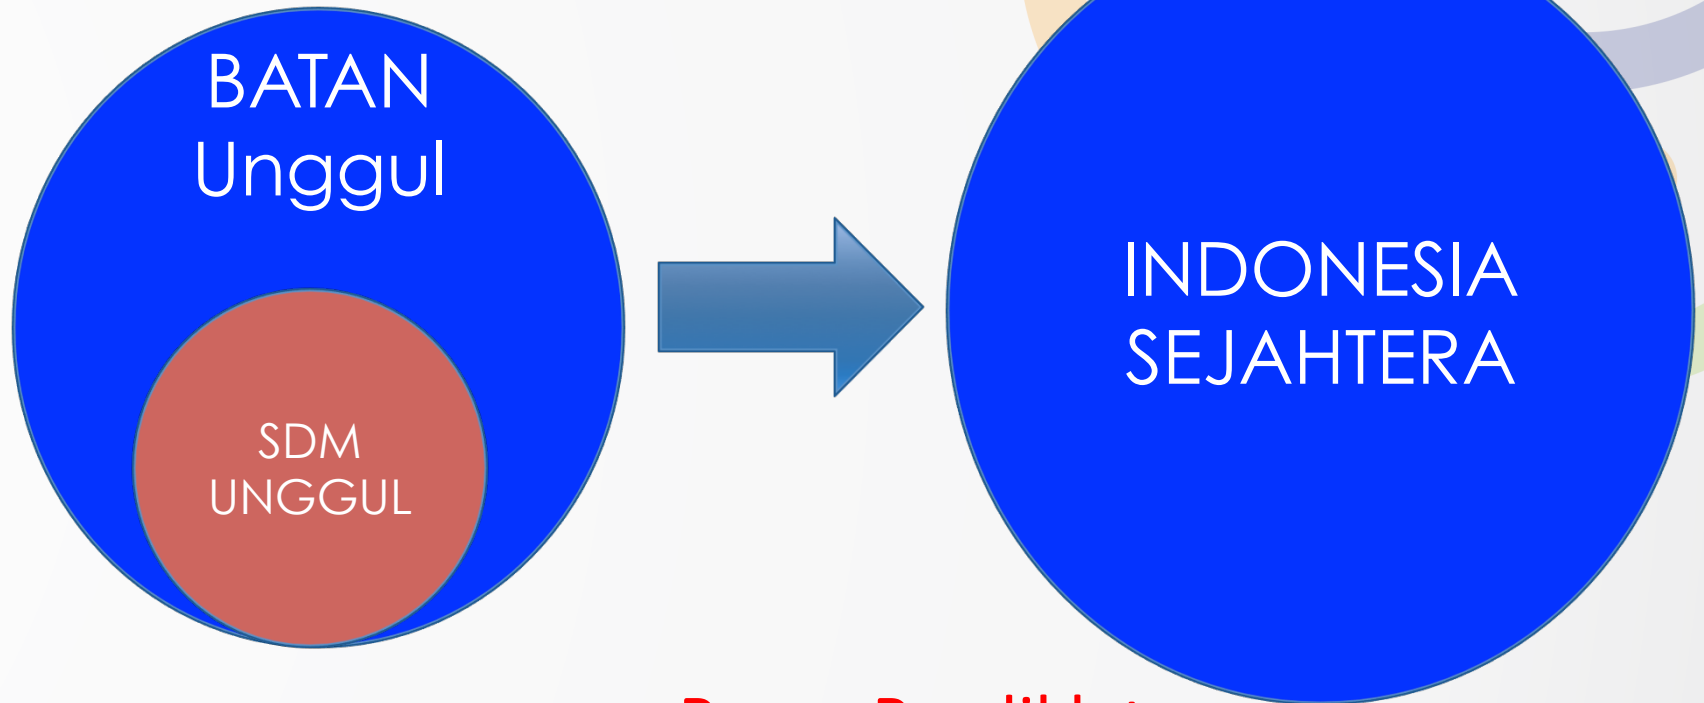 BATAN
Unggul
SDM
UNGGUL
INDONESIA
SEJAHTERA